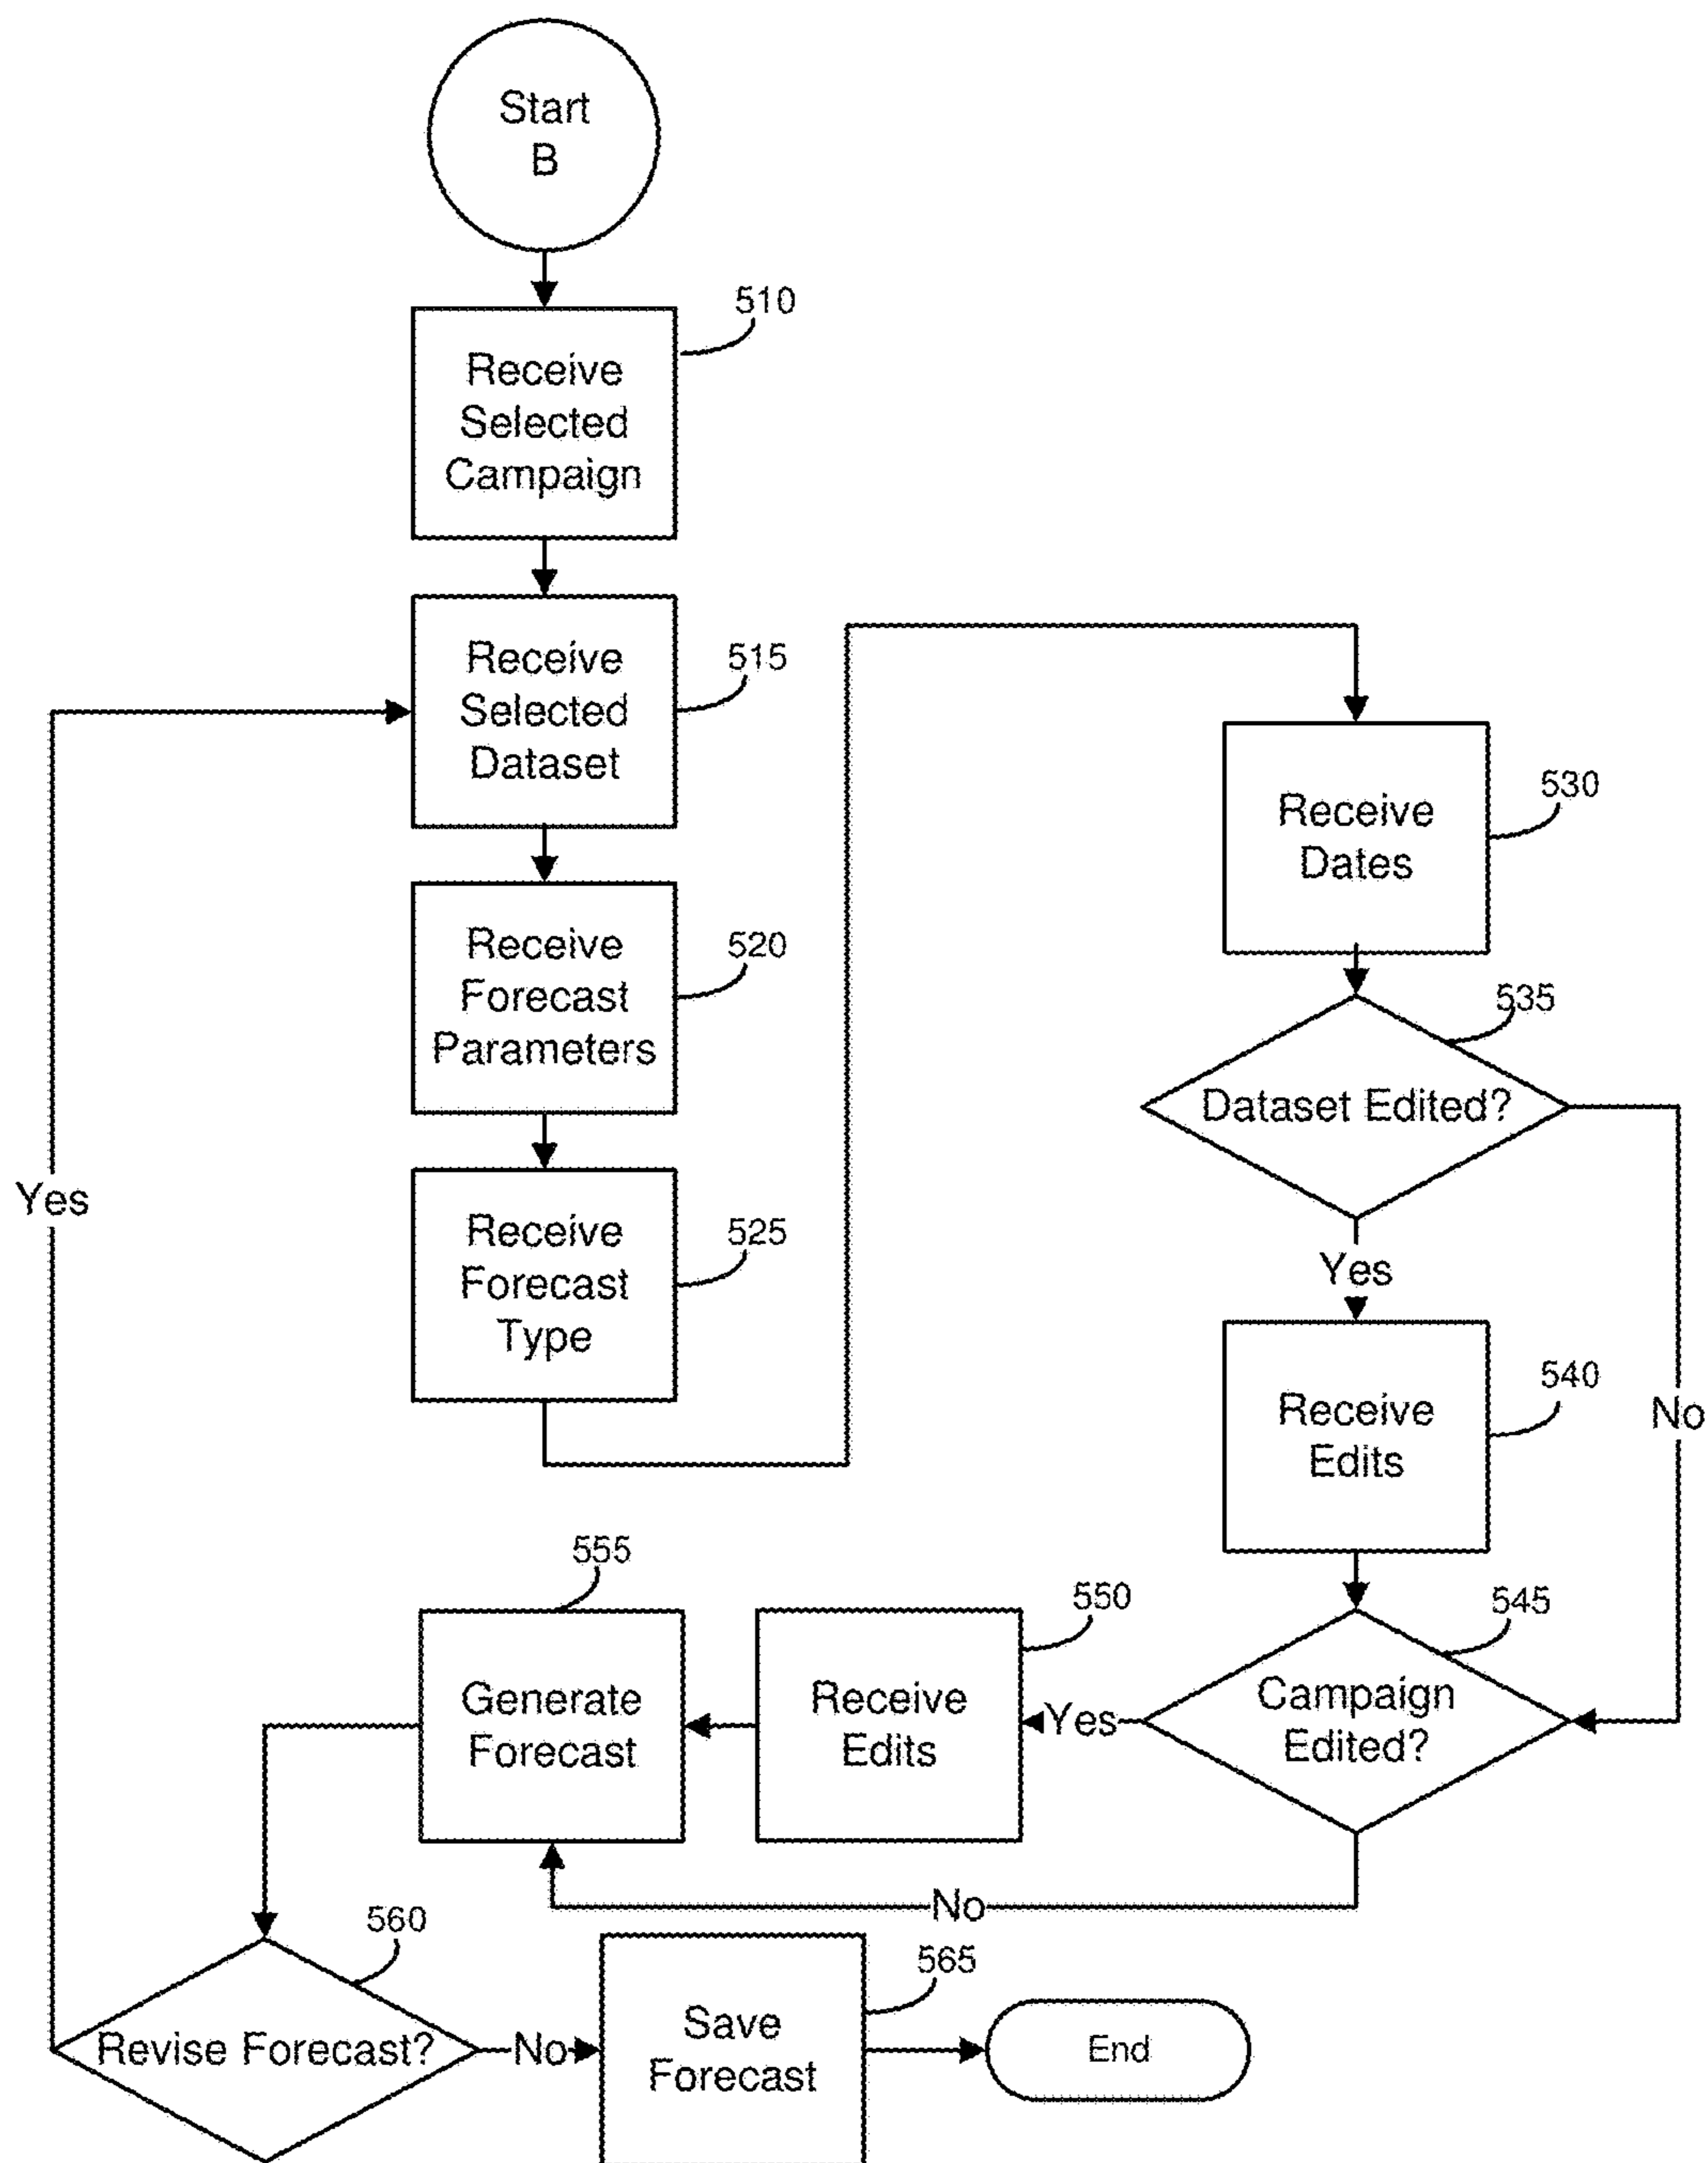 Start
B
510
Receive
Selected
Campaign
515
Receive
Selected
Dataset
520
Receive
Forecast
Parameters
525
Receive
Forecast
Type
530
Receive
Dates
535
Dataset Edited?
Yes
No
540
Receive
Edits
545
Campaign
Edited?
Yes
No
550
Receive
Edits
555
Generate
Forecast
560
Revise Forecast?
Yes
No
565
Save
Forecast
End